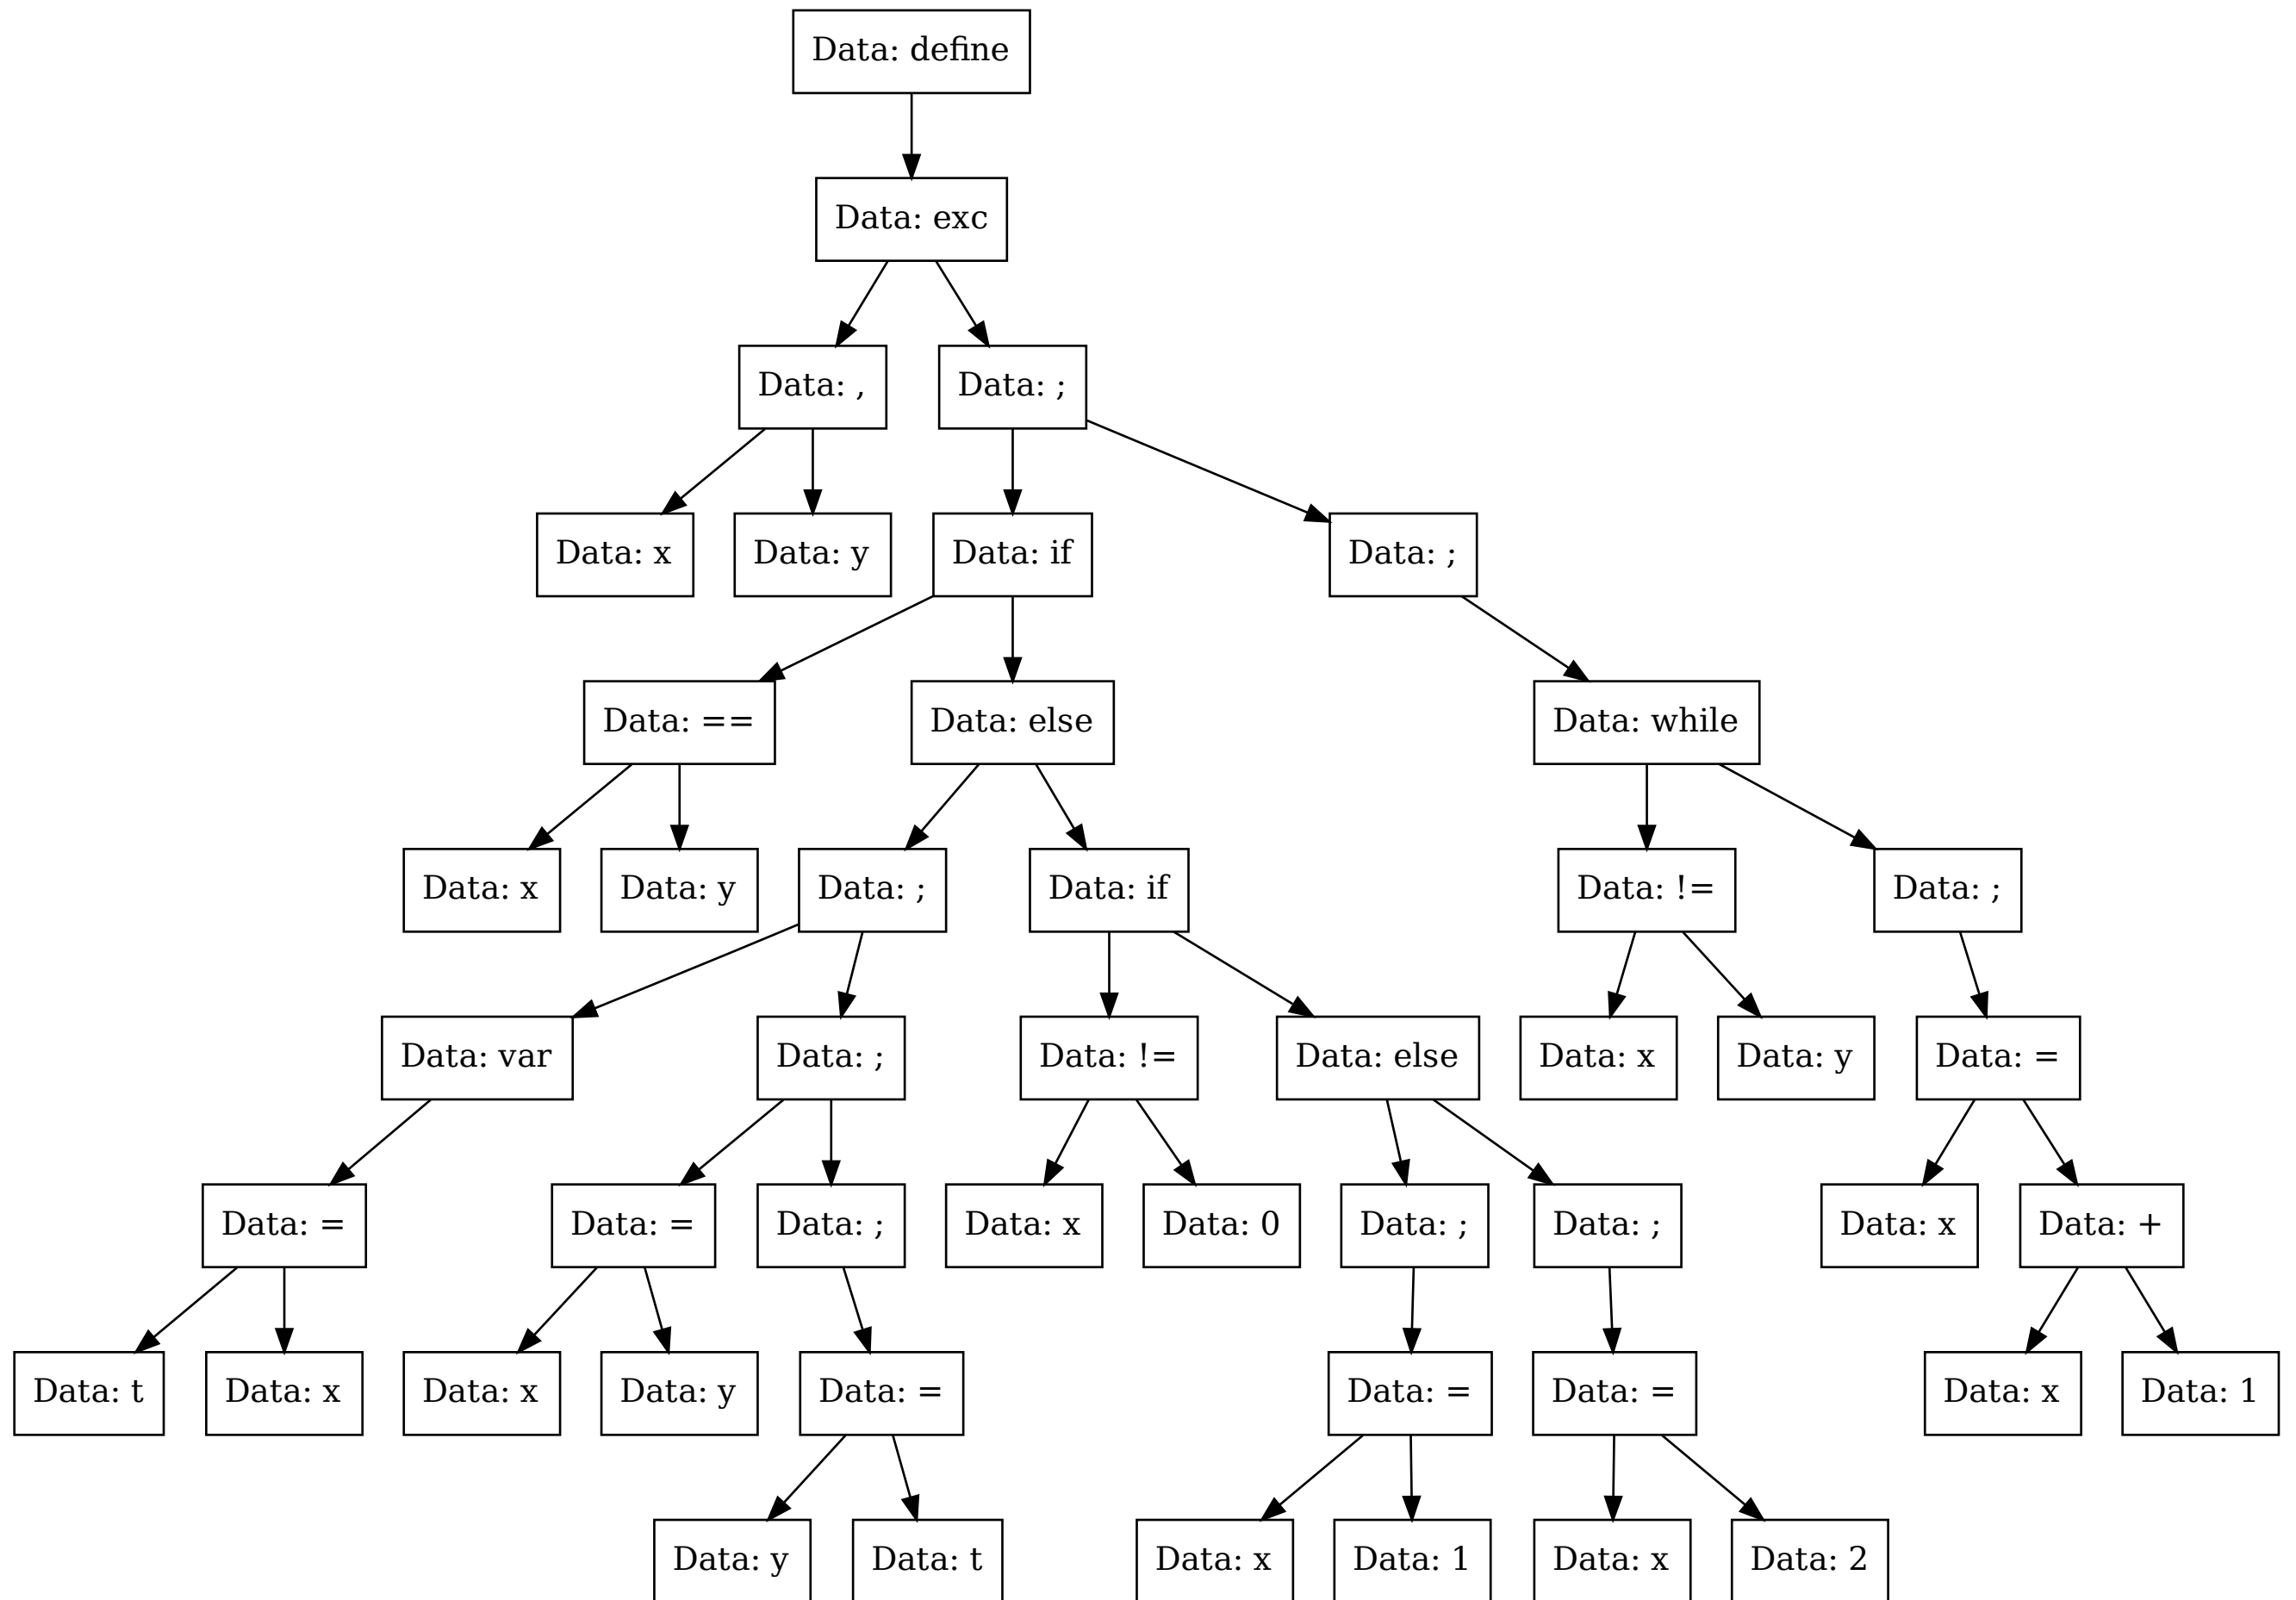 Data: define
Data: exc
Data: ,
Data: ;
Data: x
Data: y
Data: if
Data: ;
Data: ==
Data: else
Data: while
Data: x
Data: y
Data: ;
Data: if
Data: !=
Data: ;
Data: var
Data: ;
Data: !=
Data: else
Data: x
Data: y
Data: =
Data: =
Data: =
Data: ;
Data: x
Data: 0
Data: ;
Data: ;
Data: x
Data: +
Data: t
Data: x
Data: x
Data: y
Data: =
Data: =
Data: =
Data: x
Data: 1
Data: y
Data: t
Data: x
Data: 1
Data: x
Data: 2